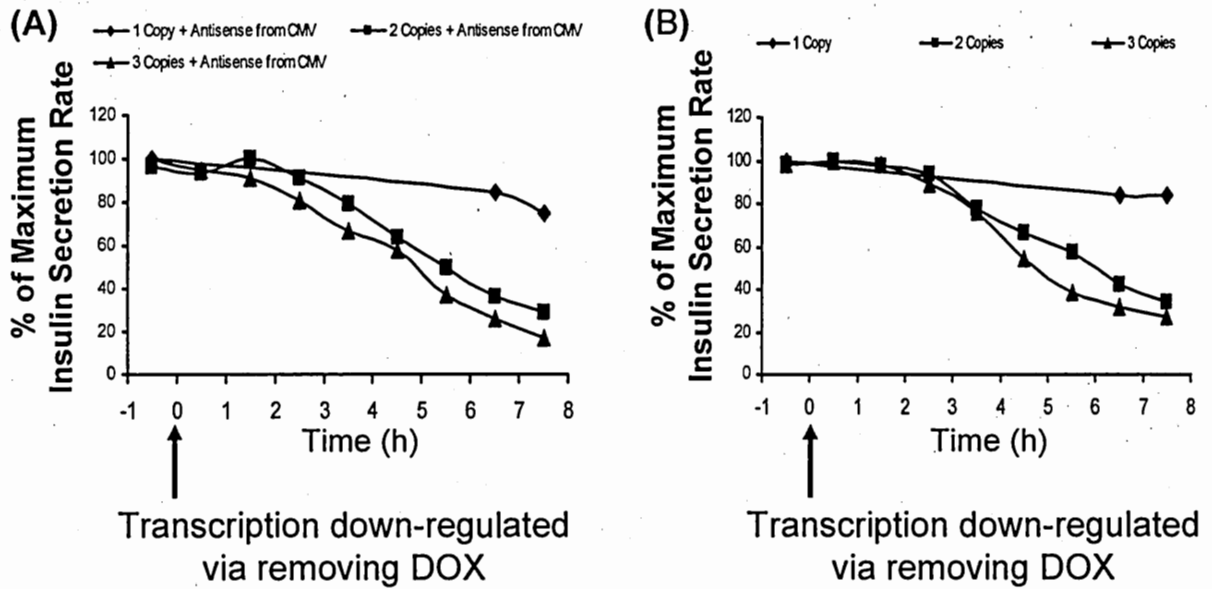 (A)
1 Copy + Antisense from CMV
2 Copies + Antisense from CMV
3 Copies + Antisense from CMV
% of Maximum
Insulin Secretion Rate
120
100
80
60
40
20
0
-1 0 1 2 3 4 5 6 7 8
Time (h)
Transcription down-regulated
via removing DOX
(B)
1 Copy
2 Copies
3 Copies
% of Maximum
Insulin Secretion Rate
120
100
80
60
40
20
0
-1 0 1 2 3 4 5 6 7 8
Time (h)
Transcription down-regulated
via removing DOX